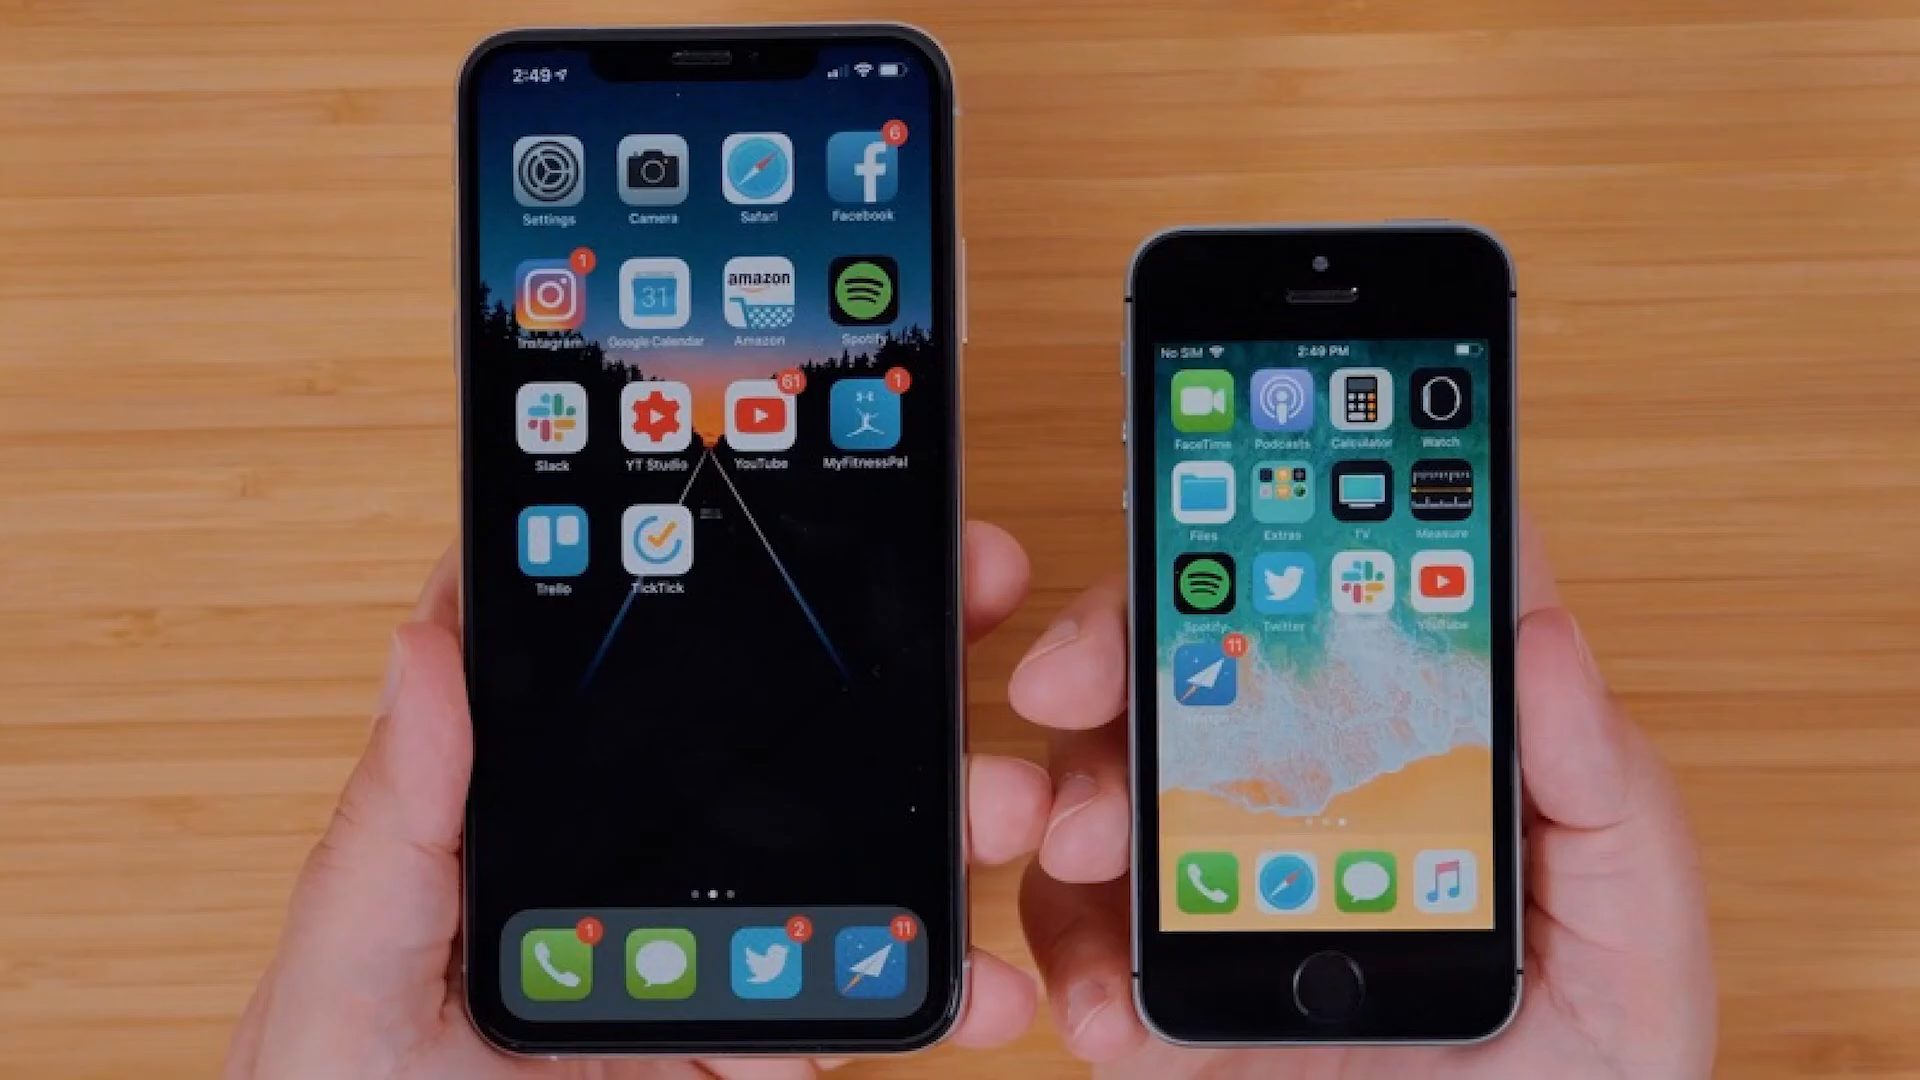 2:49
6
Settings
Camera
Safari
Facebook
1
31
amazon
Instagram
Google Calendar
Amazon
Spotify
61
1
Slack
YT Studio
YouTube
MyFitnessPal
Trello
TickTick
1
2
11
No SIM
2:49 PM
FaceTime
Podcasts
Calculator
Watch
Files
Extras
TV
Measure
Spotify
Twitter
YouTube
11